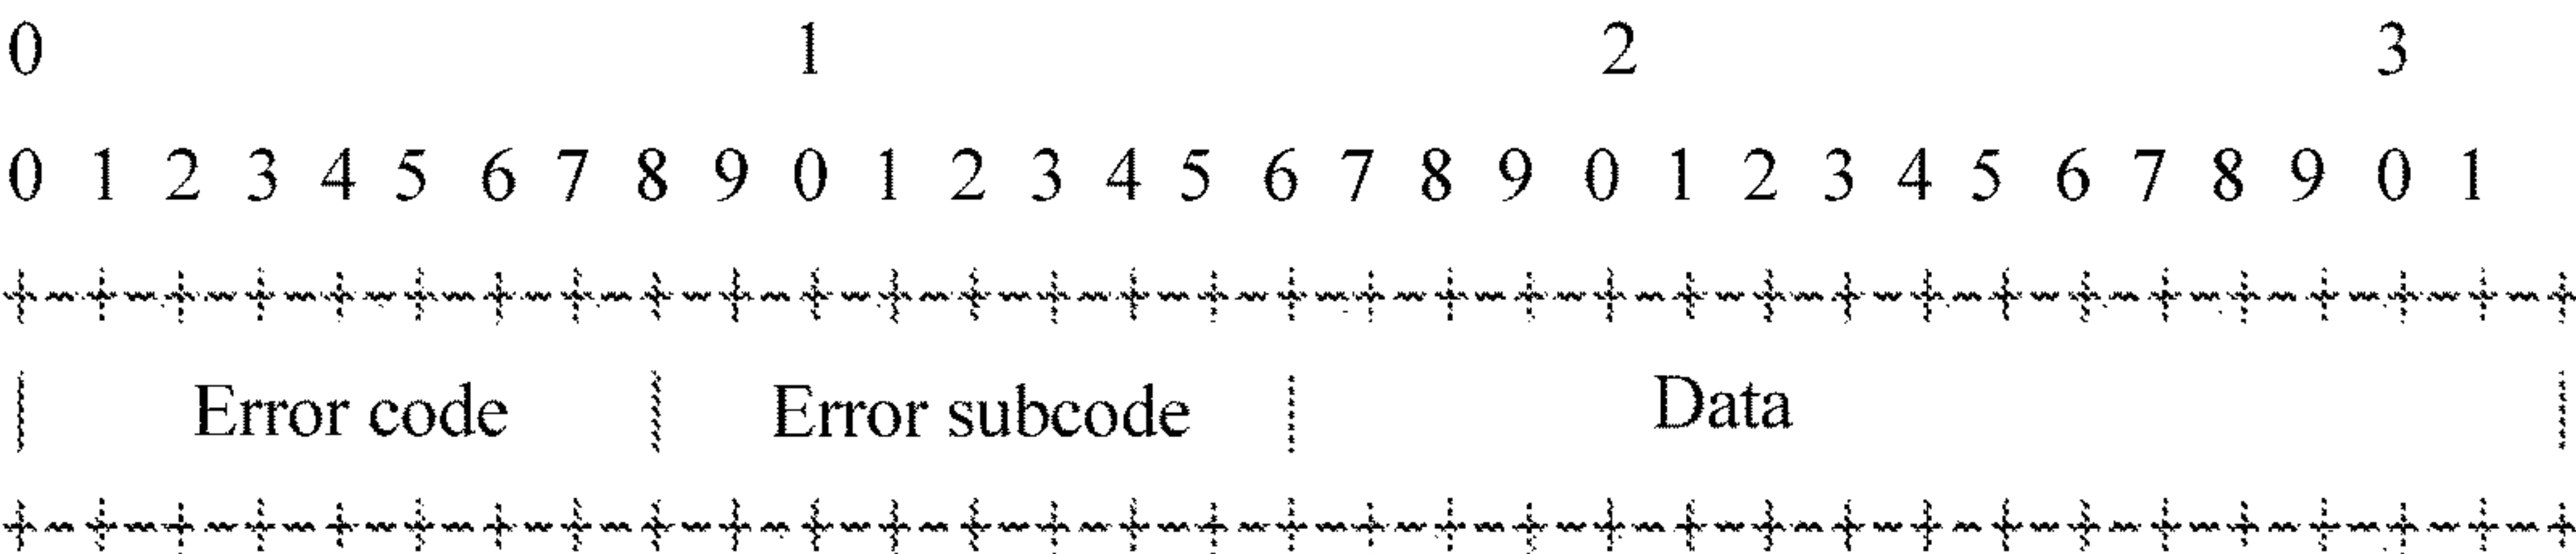 0 1 2 3
0 1 2 3 4 5 6 7 8 9 0 1 2 3 4 5 6 7 8 9 0 1 2 3 4 5 6 7 8 9 0 1
+-+-+-+-+-+-+-+-+-+-+-+-+-+-+-+-+-+-+-+-+-+-+-+-+-+-+-+-+-+-+-+-+
| Error code | Error subcode | Data |
+-+-+-+-+-+-+-+-+-+-+-+-+-+-+-+-+-+-+-+-+-+-+-+-+-+-+-+-+-+-+-+-+